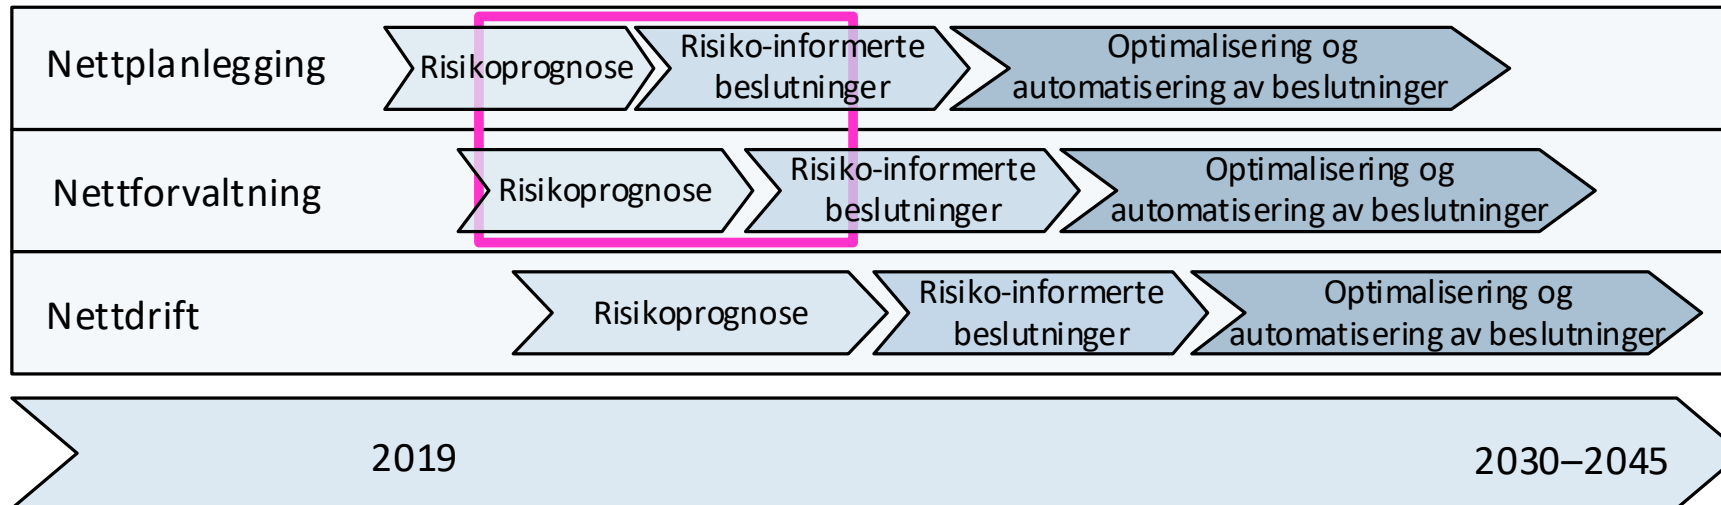 Nettplanlegging
Risikoprognose
Risiko-informerte
beslutninger
Optimalisering og
automatisering av beslutninger
Nettforvaltning
Risikoprognose
Risiko-informerte
beslutninger
Optimalisering og
automatisering av beslutninger
Nettdrift
Risikoprognose
Risiko-informerte
beslutninger
Optimalisering og
automatisering av beslutninger
2019
2030–2045